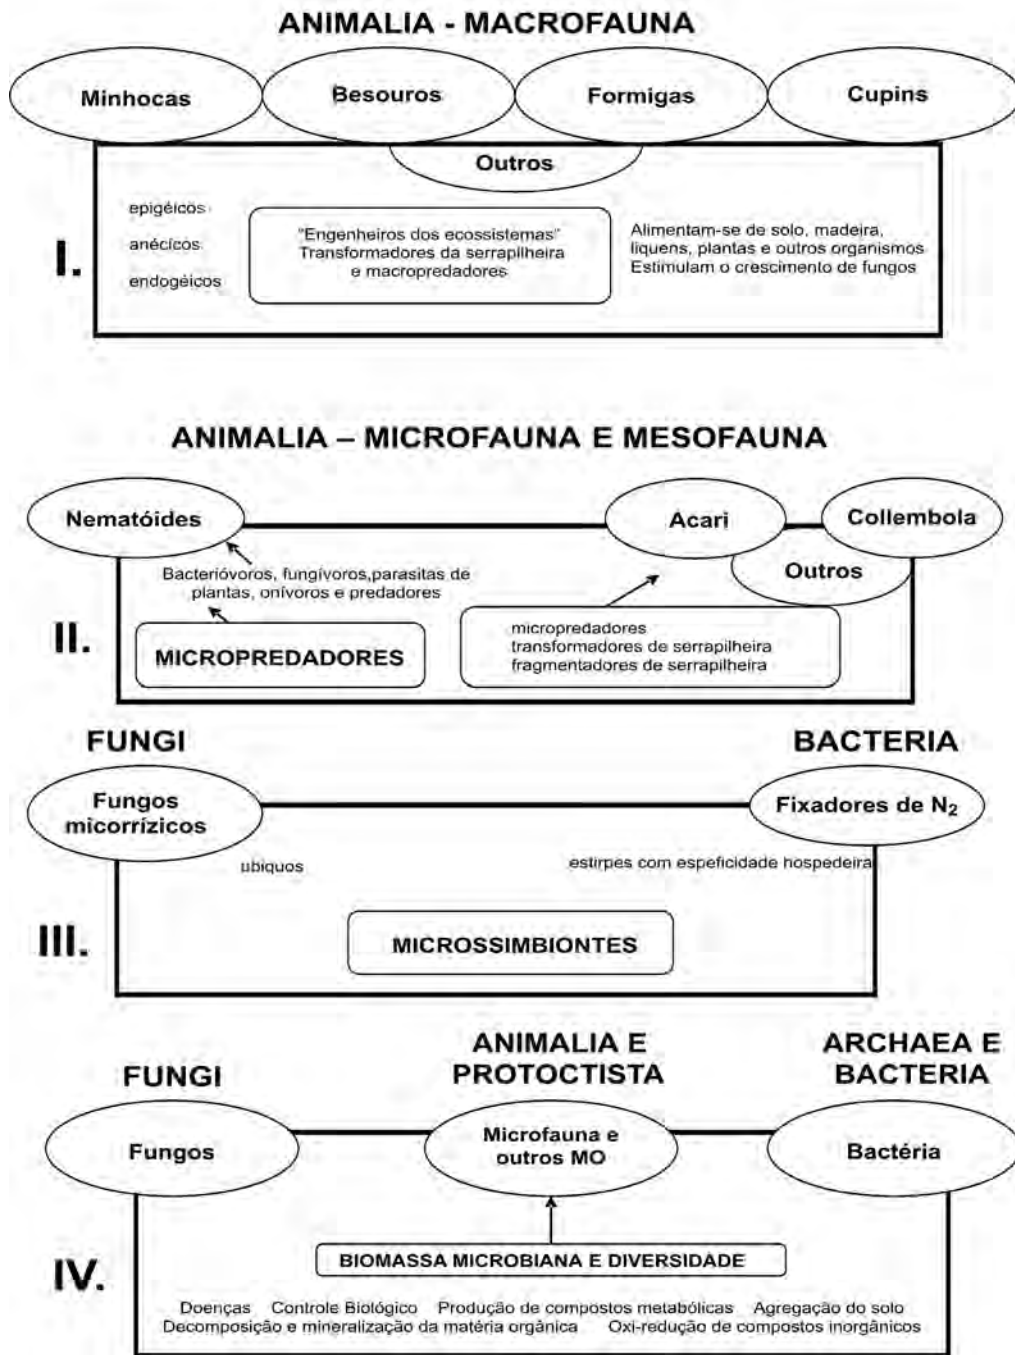 ANIMALIA - MACROFAUNA
Minhocas
Besouros
Formigas
Cupins
Outros
I.
epigéicos
anécicos
endogéicos
"Engenheiros dos ecossistemas"
Transformadores da serrapilheira
e macropredadores
Alimentam-se de solo, madeira,
liquens, plantas e outros organismos
Estimulam o crescimento de fungos
ANIMALIA – MICROFAUNA E MESOFAUNA
Nematóides
Acari
Collembola
Outros
II.
Bacterióvoros, fungívoros,parasitas de
plantas, onívoros e predadores
MICROPREDADORES
micropredadores
transformadores de serrapilheira
fragmentadores de serrapilheira
FUNGI
BACTERIA
Fungos
micorrízicos
Fixadores de N₂
ubiquos
estirpes com espeficidade hospedeira
III.
MICROSSIMBIONTES
FUNGI
ANIMALIA E
PROTOCTISTA
ARCHAEA E
BACTERIA
Fungos
Microfauna e
outros MO
Bactéria
IV.
BIOMASSA MICROBIANA E DIVERSIDADE
Doenças Controle Biológico Produção de compostos metabólicas Agregação do solo
Decomposição e mineralização da matéria orgânica Oxi-redução de compostos inorgânicos